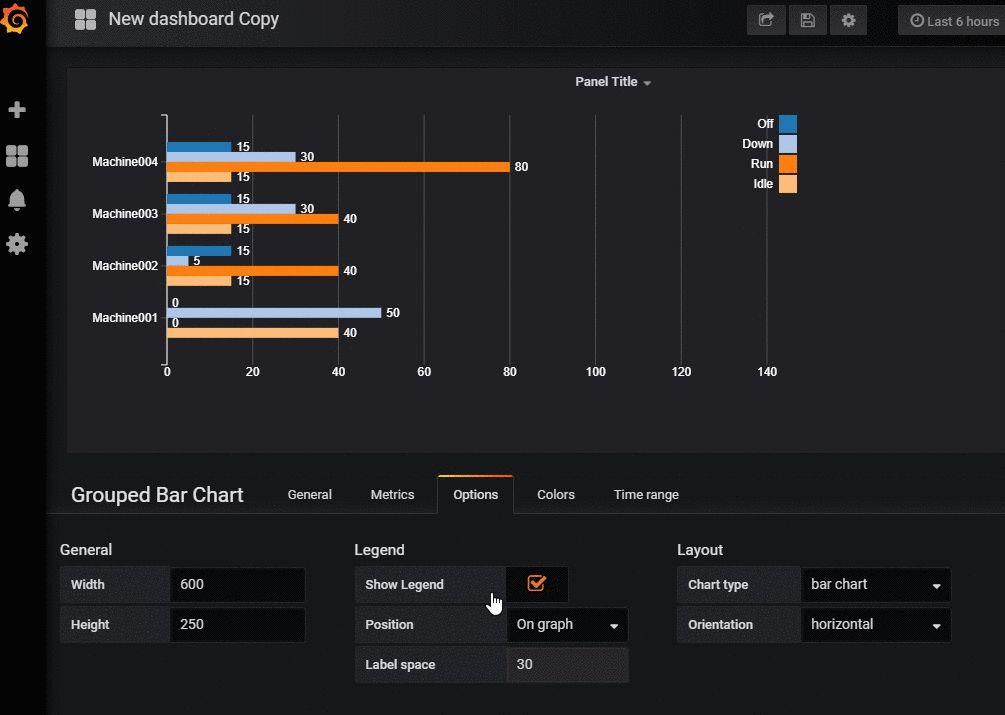 New dashboard Copy
Last 6 hours
Panel Title
Off
Down
Run
Idle
Machine004
15
30
80
15
Machine003
15
30
40
15
Machine002
15
5
40
15
Machine001
0
50
0
40
0 20 40 60 80 100 120 140
Grouped Bar Chart General Metrics Options Colors Time range
General Legend Layout
Width 600 Show Legend Chart type bar chart
Height 250 Position On graph Orientation horizontal
Label space 30